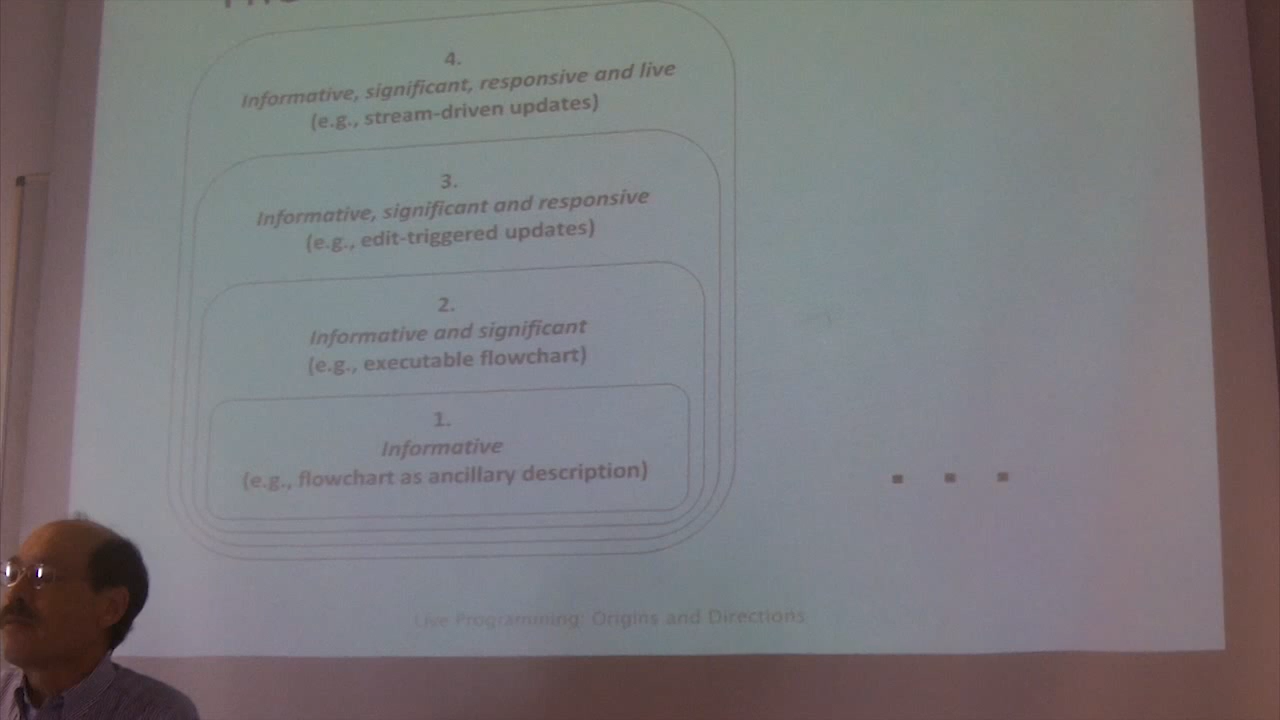 4.
Informative, significant, responsive and live
(e.g., stream-driven updates)
3.
Informative, significant and responsive
(e.g., edit-triggered updates)
2.
Informative and significant
(e.g., executable flowchart)
1.
Informative
(e.g., flowchart as ancillary description)
. . .
Live Programming: Origins and Directions